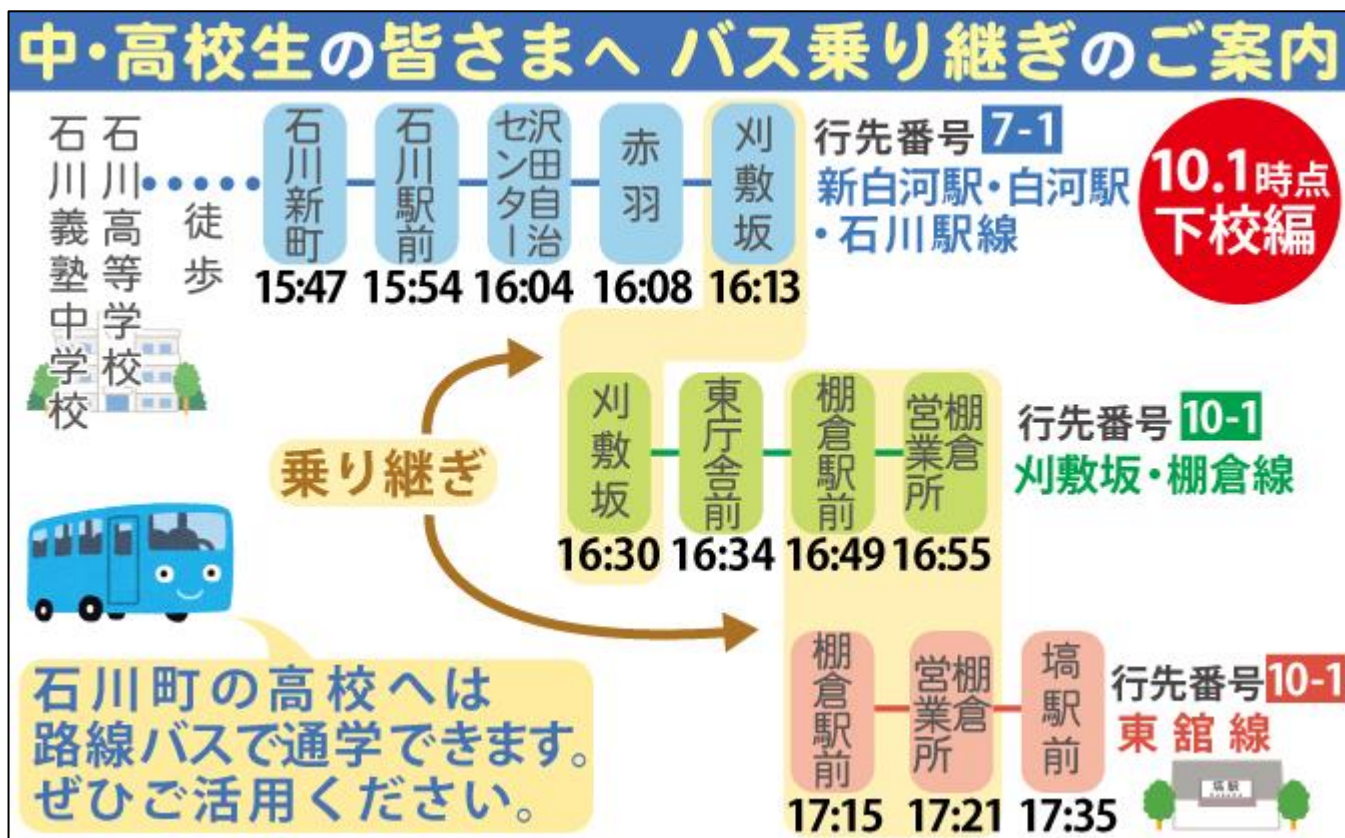 中・高校生の皆さまへ バス乗り継ぎのご案内
10.1時点
下校編
石川高等学校
石川義塾中学校
徒歩
石川新町
15:47
石川駅前
15:54
沢田自治
センター
16:04
赤羽
16:08
刈敷坂
16:13
行先番号 7-1
新白河駅・白河駅
・石川駅線
乗り継ぎ
刈敷坂
16:30
東庁舎前
16:34
棚倉駅前
16:49
棚倉
営業所
16:55
行先番号 10-1
刈敷坂・棚倉線
棚倉駅前
17:15
棚倉
営業所
17:21
塙駅前
17:35
行先番号 10-1
東舘線
石川町の高校へは
路線バスで通学できます。
ぜひご活用ください。